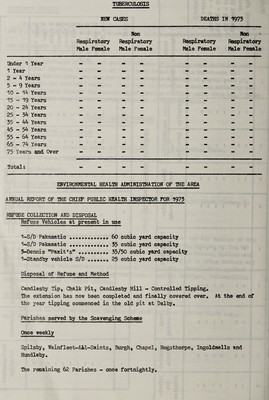 TUBERCULOSIS
NEW CASES DEATHS IN 1973
Non Non
Respiratory Respiratory Respiratory Respiratory
Male Female Male Female Male Female Male Female
Under 1 Year - - - - - - - -
1 Year - - - - - - - -
2 - 4 Years - - - - - - - -
5 - 9 Years - - - - - - - -
10 - 14 Years - - - - - - - -
15 - 19 Years - - - - - - - -
20 - 24 Years - - - - - - - -
25 - 34 Years - - - - - - - -
35 - 44 Years - - - - - - - -
45 - 54 Years - - - - - - - -
55 - 64 Years - - - - - - - -
65 - 74 Years - - - - - - - -
75 Years and Over - - - - - - - -
Total: - - - - - - - -
ENVIRONMENTAL HEALTH ADMINISTRATION OF THE AREA
ANNUAL REPORT OF THE CHIEF PUBLIC HEALTH INSPECTOR FOR 1973
REFUSE COLLECTION AND DISPOSAL
Refuse Vehicles at present in use
1-S/D Pakamatic ............ 60 cubic yard capacity
1-S/D Pakamatic ............ 35 cubic yard capacity
3-Dennis "Paxit"s .......... 35/50 cubic yard capacity
1-Standby vehicle S/D ...... 25 cubic yard capacity
Disposal of Refuse and Method
Candlesby Tip, Chalk Pit, Candlesby Hill - Controlled Tipping.
The extension has now been completed and finally covered over. At the end of
the year tipping commenced in the old pit at Dalby.
Parishes served by the Scavenging Scheme
Once weekly
Spilsby, Wainfleet-All-Saints, Burgh, Chapel, Hogsthorpe, Ingoldmells and
Hundleby.
The remaining 62 Parishes - once fortnightly.